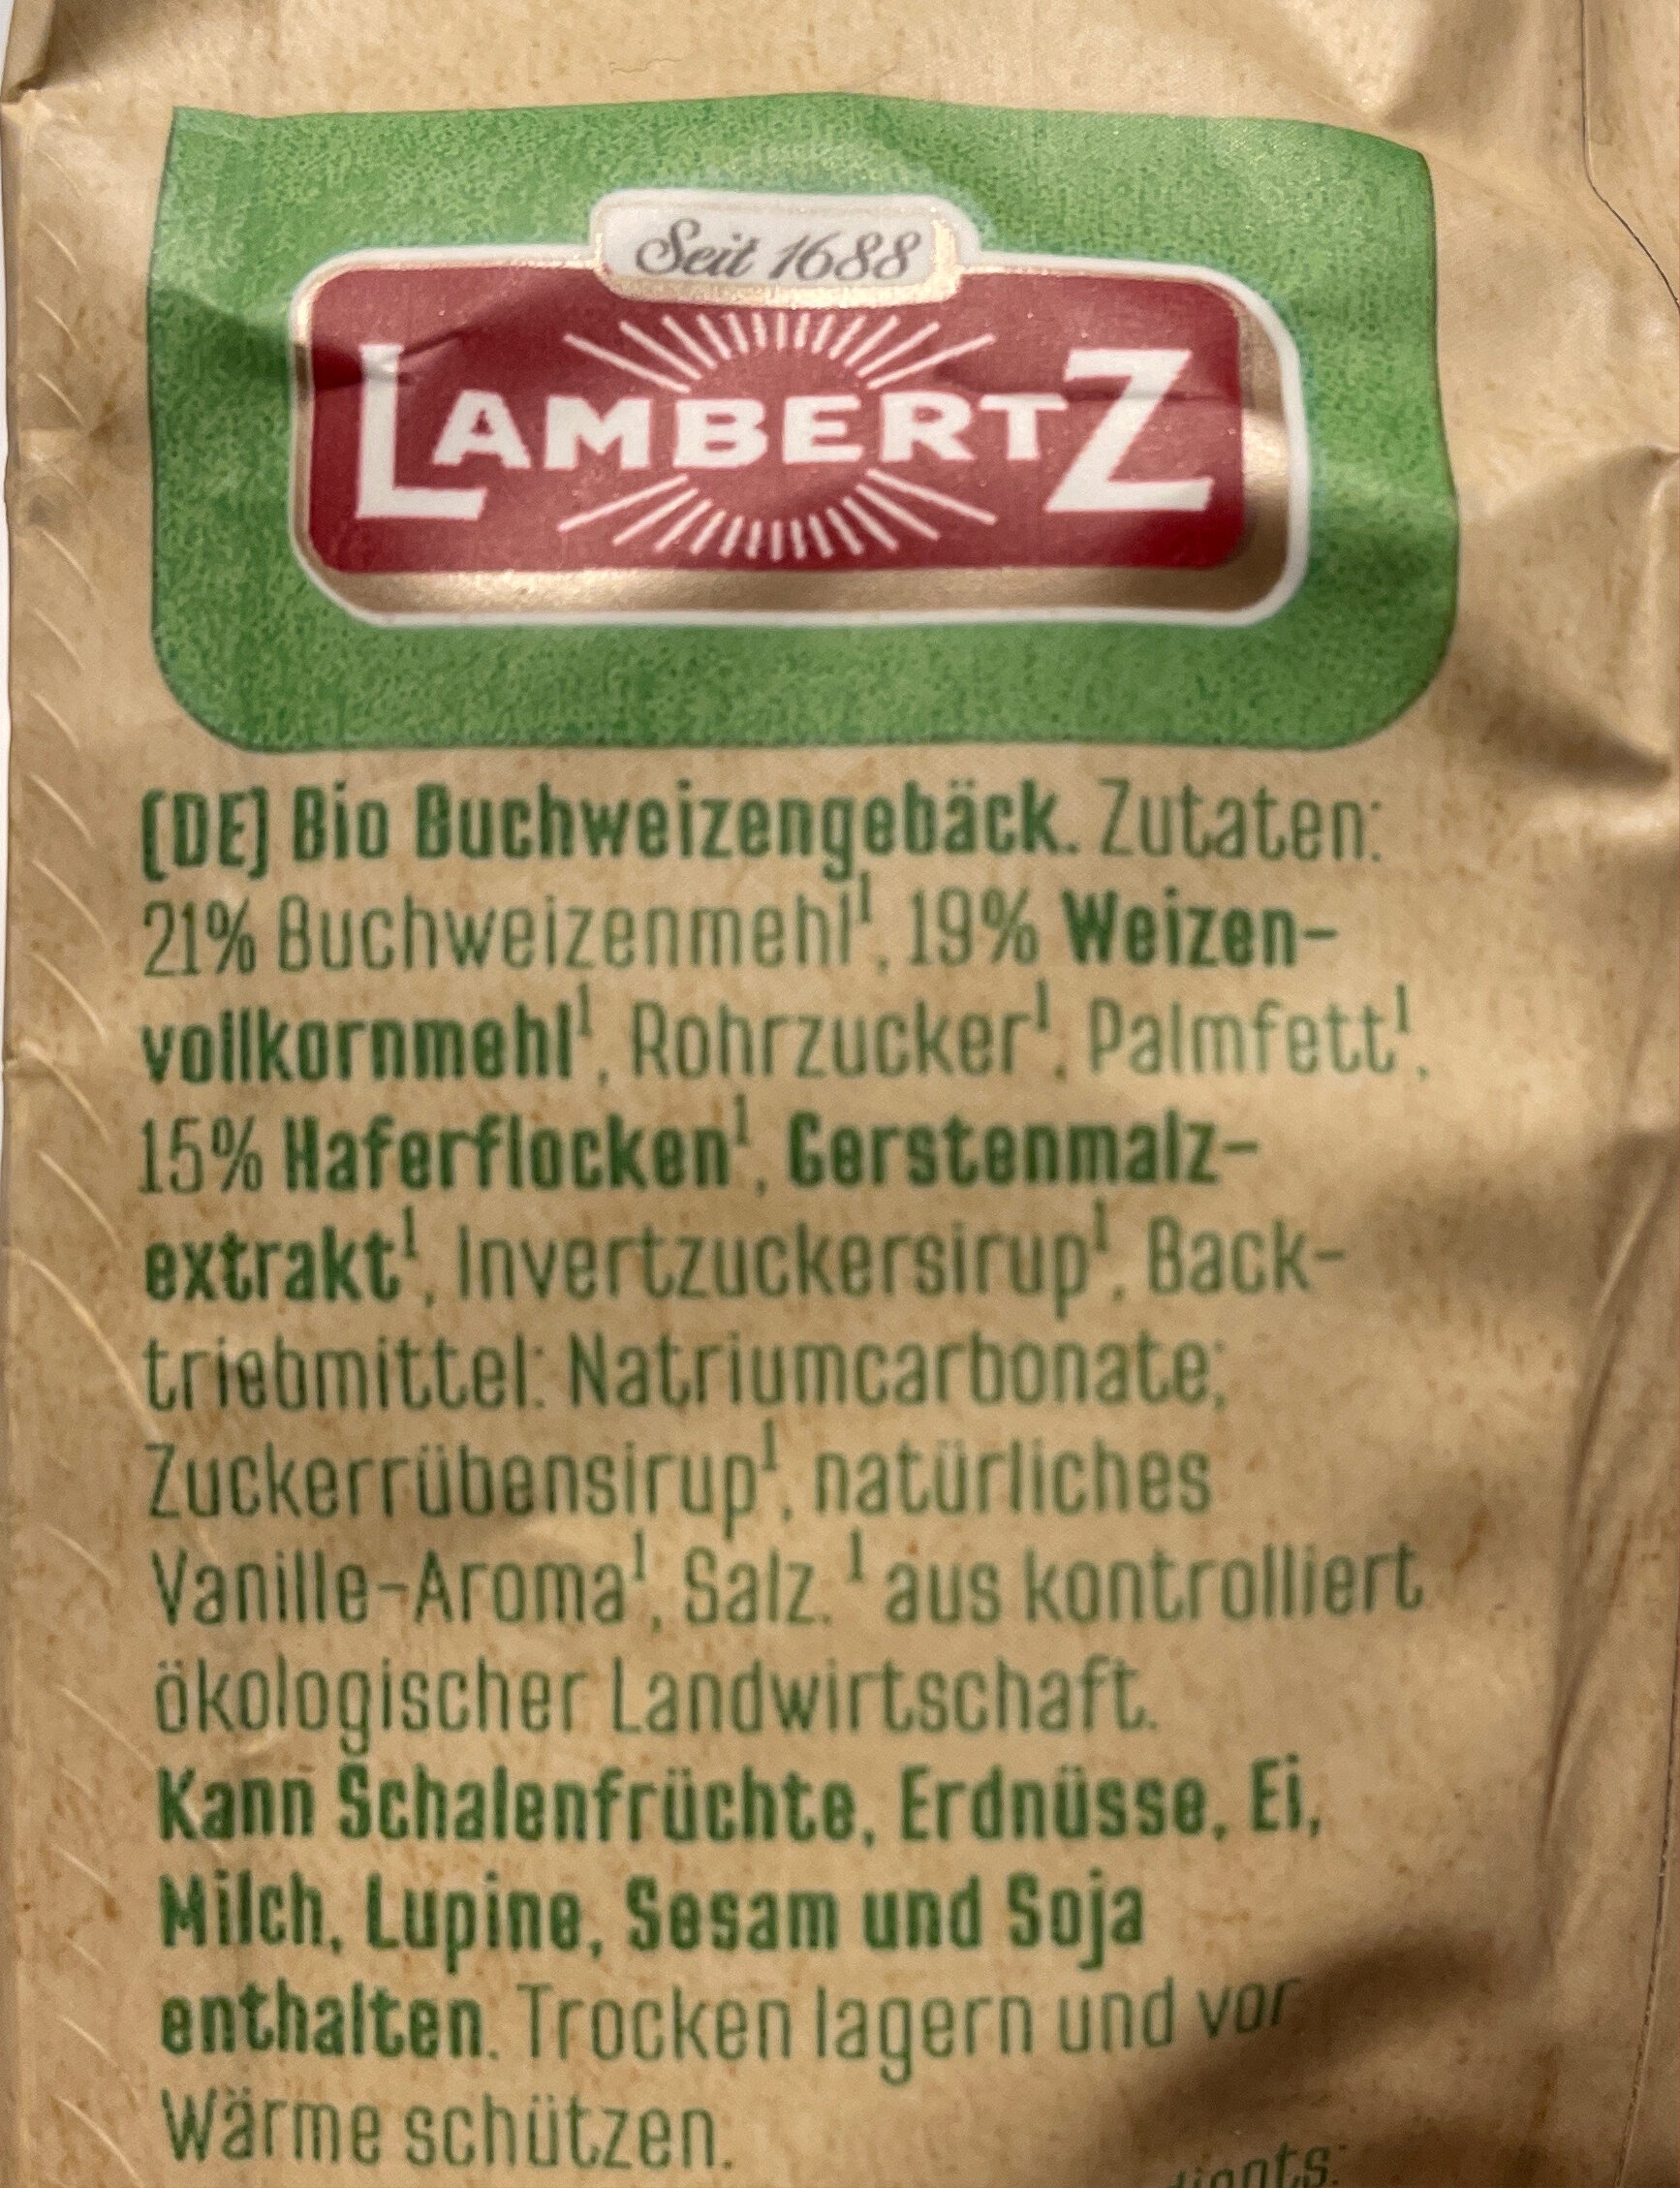 Seit 1688
LAMBERTZ
(DE) Bio Buchweizengebäck. Zutaten:
21% Buchweizenmehl¹, 19% Weizen-
vollkornmehl¹, Rohrzucker¹, Palmfett¹,
15% Haferflocken¹, Gerstenmalz-
extrakt¹, Invertzuckersirup¹, Back-
triebmittel: Natriumcarbonate;
Zuckerrübensirup¹, natürliches
Vanille-Aroma¹, Salz. ¹ aus kontrolliert
ökologischer Landwirtschaft.
Kann Schalenfrüchte, Erdnüsse, Ei,
Milch, Lupine, Sesam und Soja
enthalten. Trocken lagern und vor
Wärme schützen.